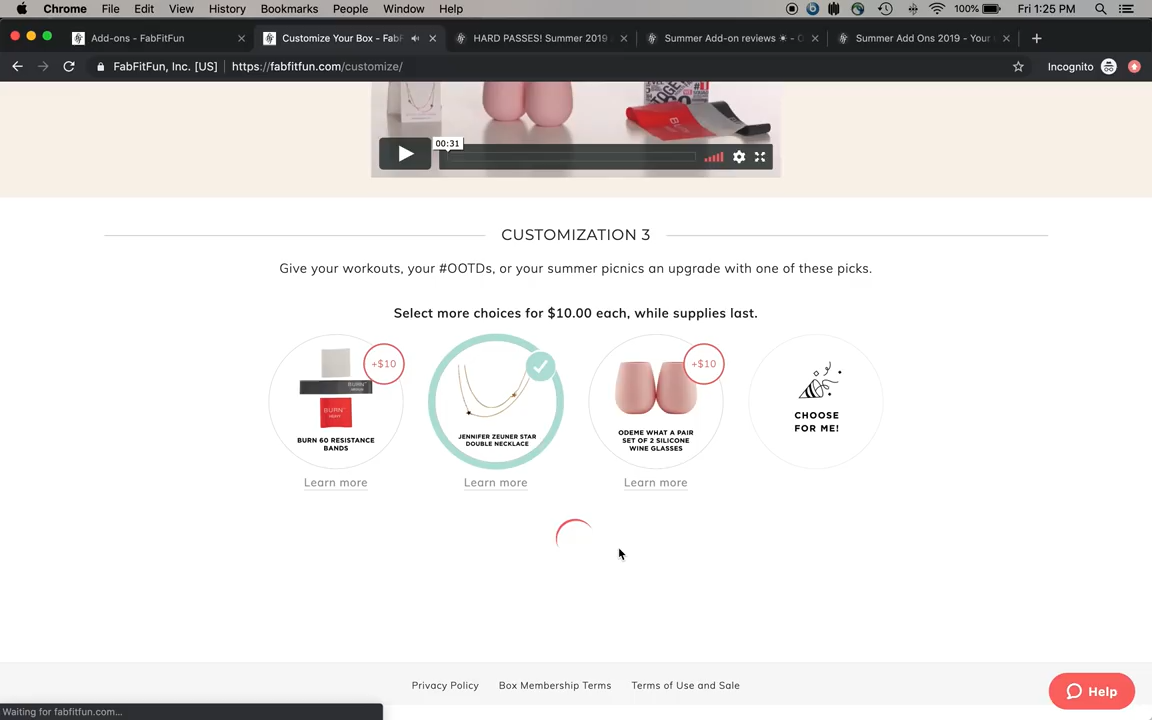 Chrome File Edit View History Bookmarks People Window Help 100% Fri 1:25 PM
Add-ons - FabFitFun
Customize Your Box - FabF
HARD PASSES! Summer 2019
Summer Add-on reviews ☀ - O
Summer Add Ons 2019 - Your
FabFitFun, Inc. [US] https://fabfitfun.com/customize/ Incognito
TOGET
BURN
00:31
CUSTOMIZATION 3
Give your workouts, your #OOTDs, or your summer picnics an upgrade with one of these picks.
Select more choices for $10.00 each, while supplies last.
+$10
BURN
BURN
HEAVY
BURN 60 RESISTANCE
BANDS
JENNIFER ZEUNER STAR
DOUBLE NECKLACE
+$10
ODEME WHAT A PAIR
SET OF 2 SILICONE
WINE GLASSES
CHOOSE
FOR ME!
Learn more
Learn more
Learn more
Privacy Policy Box Membership Terms Terms of Use and Sale
Help
Waiting for fabfitfun.com...